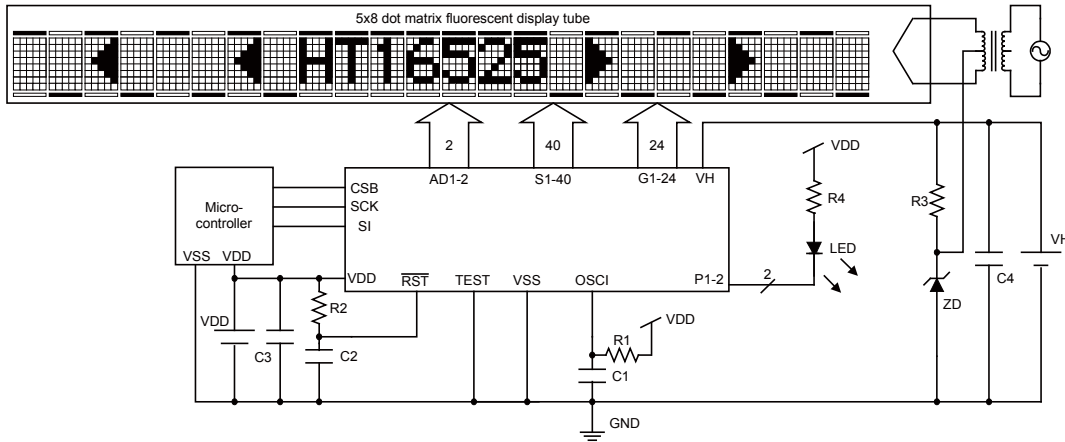 5x8 dot matrix fluorescent display tube
HT16525
2
40
24
AD1-2
S1-40
G1-24
VH
VDD
R4
R3
LED
Micro-
controller
CSB
SCK
SI
VSS
VDD
VDD
RST
TEST
VSS
OSCI
P1-2
2
C4
VH
ZD
R2
VDD
C3
C2
R1
VDD
C1
GND